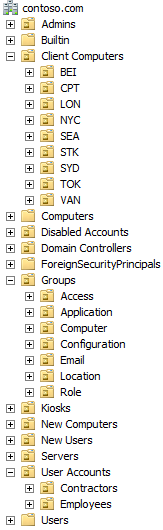 contoso.com
Admins
Builtin
Client Computers
BEI
CPT
LON
NYC
SEA
STK
SYD
TOK
VAN
Computers
Disabled Accounts
Domain Controllers
ForeignSecurityPrincipals
Groups
Access
Application
Computer
Configuration
Email
Location
Role
Kiosks
New Computers
New Users
Servers
User Accounts
Contractors
Employees
Users